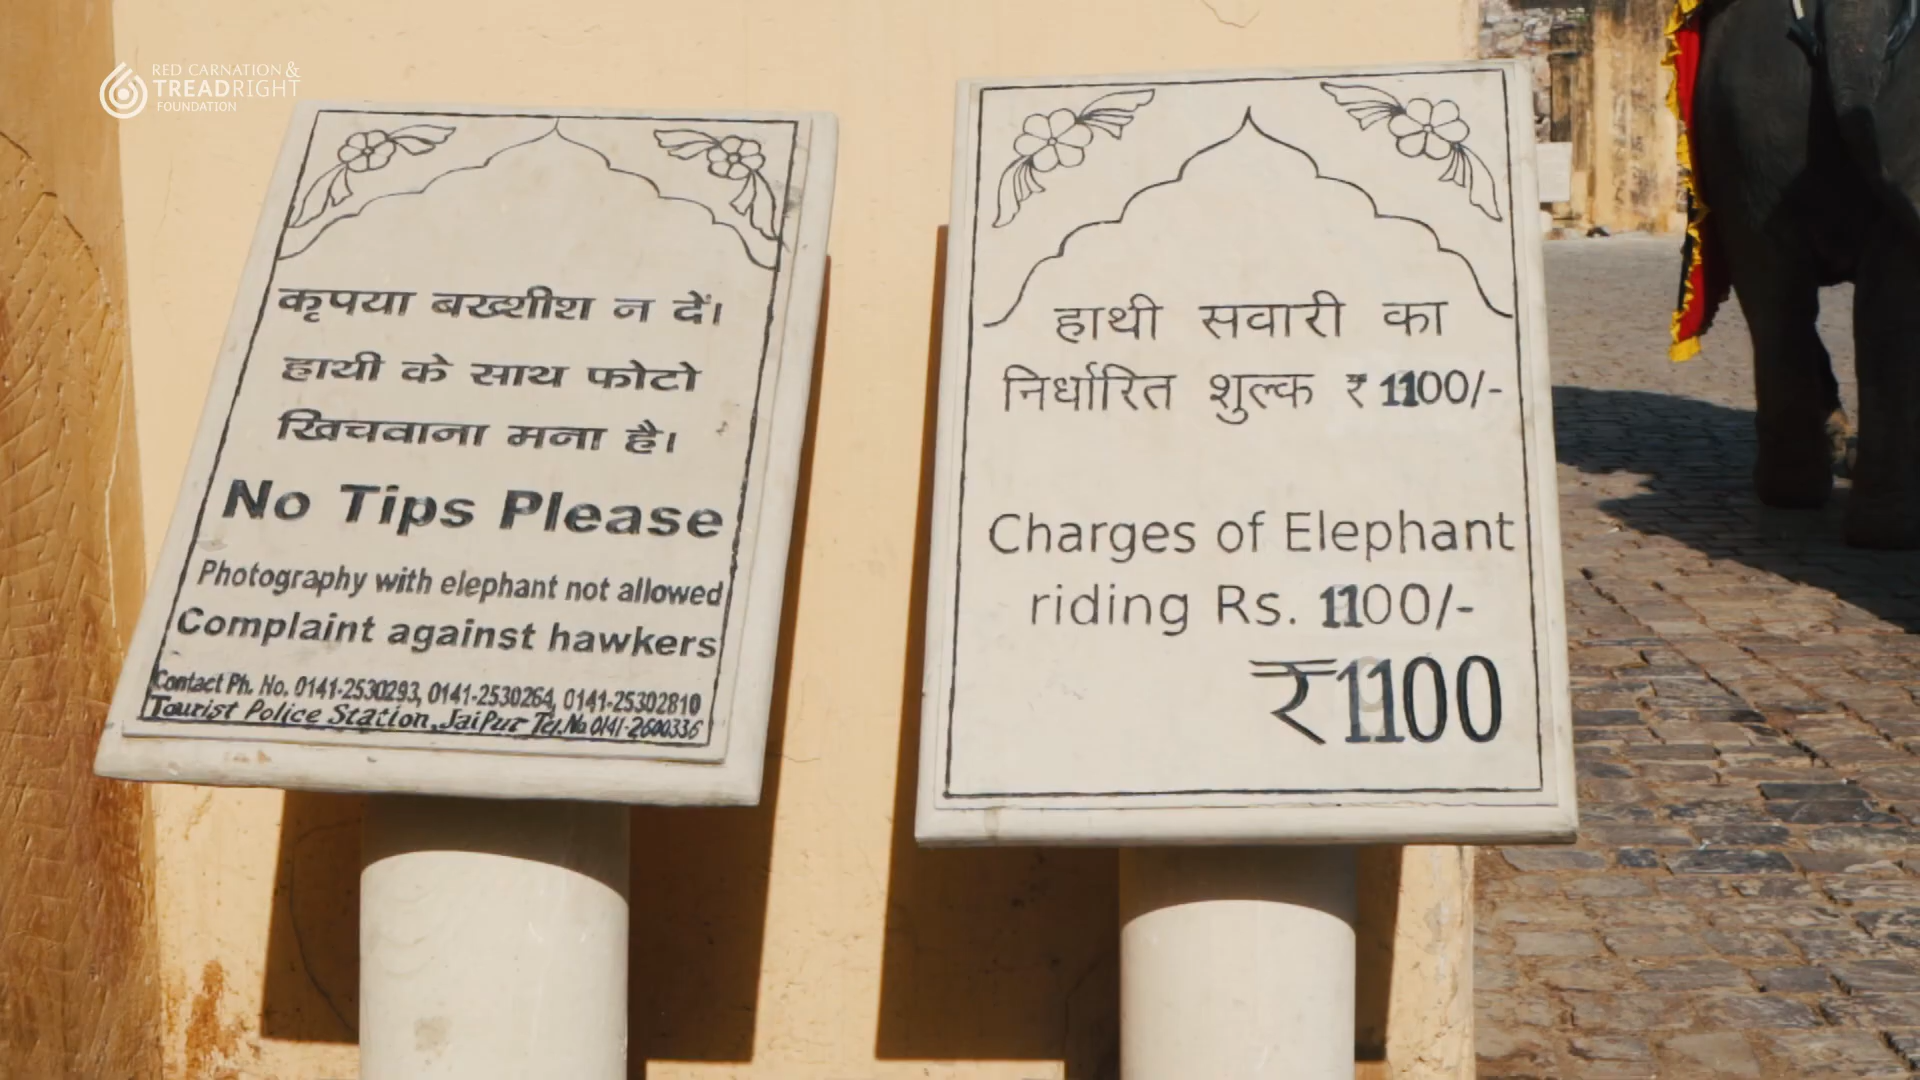 RED CARNATION &
TREADRIGHT
FOUNDATION
कृपया बख्शीश न दें।
हाथी के साथ फोटो
खिचवाना मना है।
No Tips Please
Photography with elephant not allowed
Complaint against hawkers
Contact Ph. No. 0141-2530293, 0141-2530264, 0141-25302810
Tourist Police Station, JaiPur Tel.No 0141-2600336
हाथी सवारी का
निर्धारित शुल्क ₹ 1100/-
Charges of Elephant
riding Rs. 1100/-
₹1100